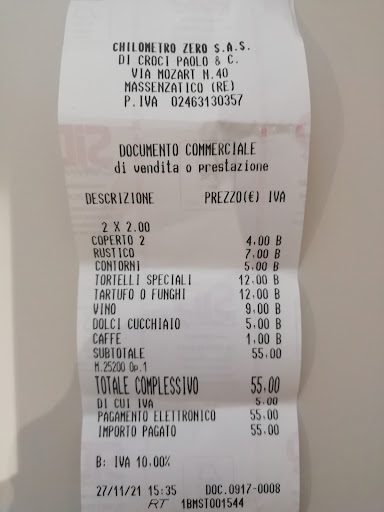 CHILOMETRO ZERO S.A.S.
DI CROCI PAOLO & C.
VIA MOZART N.40
MASSENZATICO (RE)
P.IVA 02463130357
DOCUMENTO COMMERCIALE
di vendita o prestazione
DESCRIZIONE PREZZO(€) IVA
2 X 2.00
COPERTO 2 4,00 B
RUSTICO 7,00 B
CONTORNI 5,00 B
TORTELLI SPECIALI 12,00 B
TARTUFO O FUNGHI 12,00 B
VINO 9,00 B
DOLCI CUCCHIAIO 5,00 B
CAFFE 1,00 B
SUBTOTALE 55,00
M.25200 Op.1
TOTALE COMPLESSIVO 55,00
DI CUI IVA 5,00
PAGAMENTO ELETTRONICO 55,00
IMPORTO PAGATO 55,00
B: IVA 10,00%
27/11/21 15:35 DOC.0917-0008
RT 1BMST001544